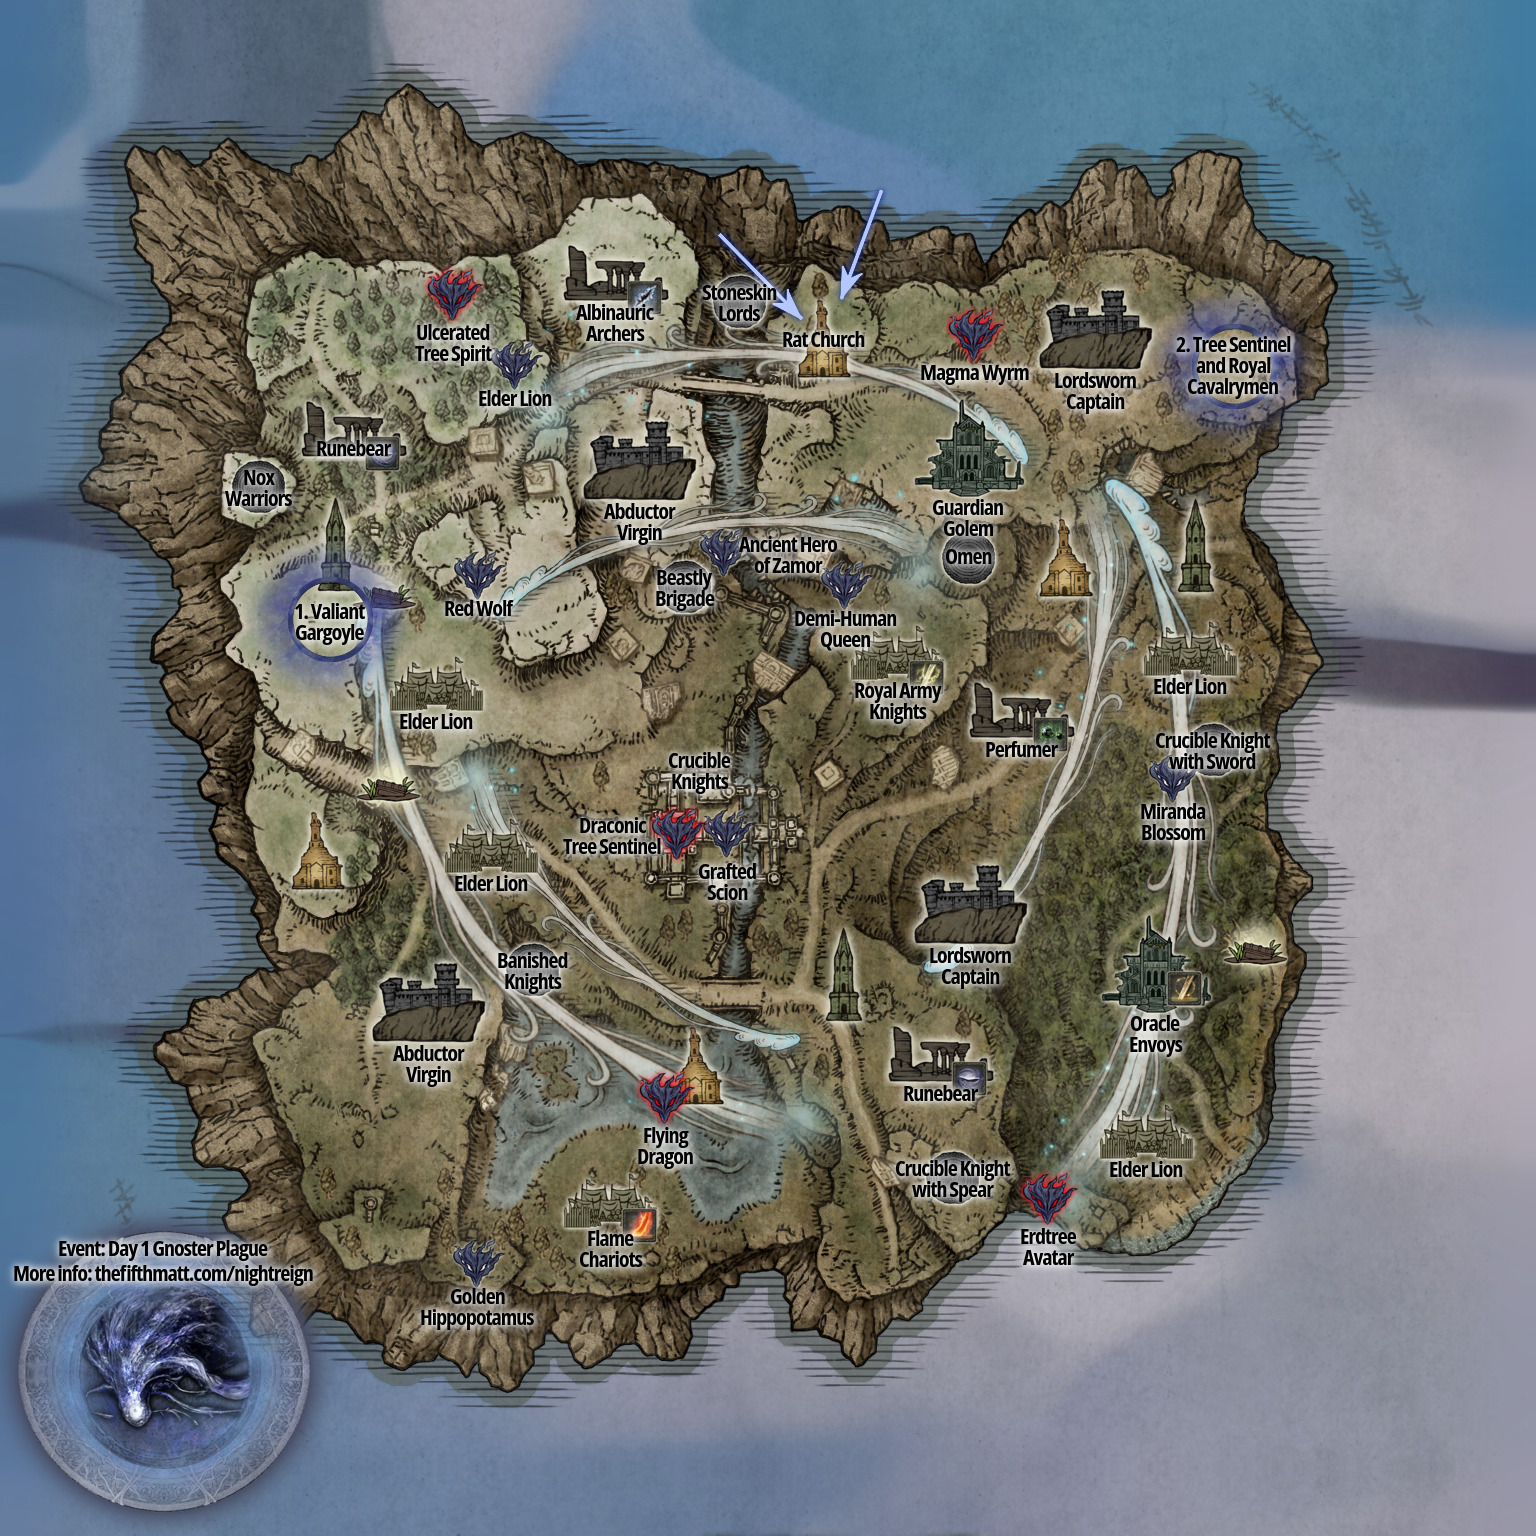 Stoneskin
Lords
Albinauric
Archers
Ulcerated
Tree Spirit
Rat Church
Magma Wyrm
Lordsworn
Captain
2. Tree Sentinel
and Royal
Cavalrymen
Elder Lion
Runebear
Nox
Warriors
Abductor
Virgin
Guardian
Golem
Omen
Ancient Hero
of Zamor
Beastly
Brigade
Red Wolf
Demi-Human
Queen
1. Valiant
Gargoyle
Elder Lion
Royal Army
Knights
Elder Lion
Perfumer
Crucible Knight
with Sword
Crucible
Knights
Miranda
Blossom
Draconic
Tree Sentinel
Grafted
Scion
Elder Lion
Banished
Knights
Lordsworn
Captain
Abductor
Virgin
Oracle
Envoys
Runebear
Flying
Dragon
Crucible Knight
with Spear
Elder Lion
Flame
Chariots
Erdtree
Avatar
Golden
Hippopotamus
Event: Day 1 Gnoster Plague
More info: thefifthmatt.com/nightreign